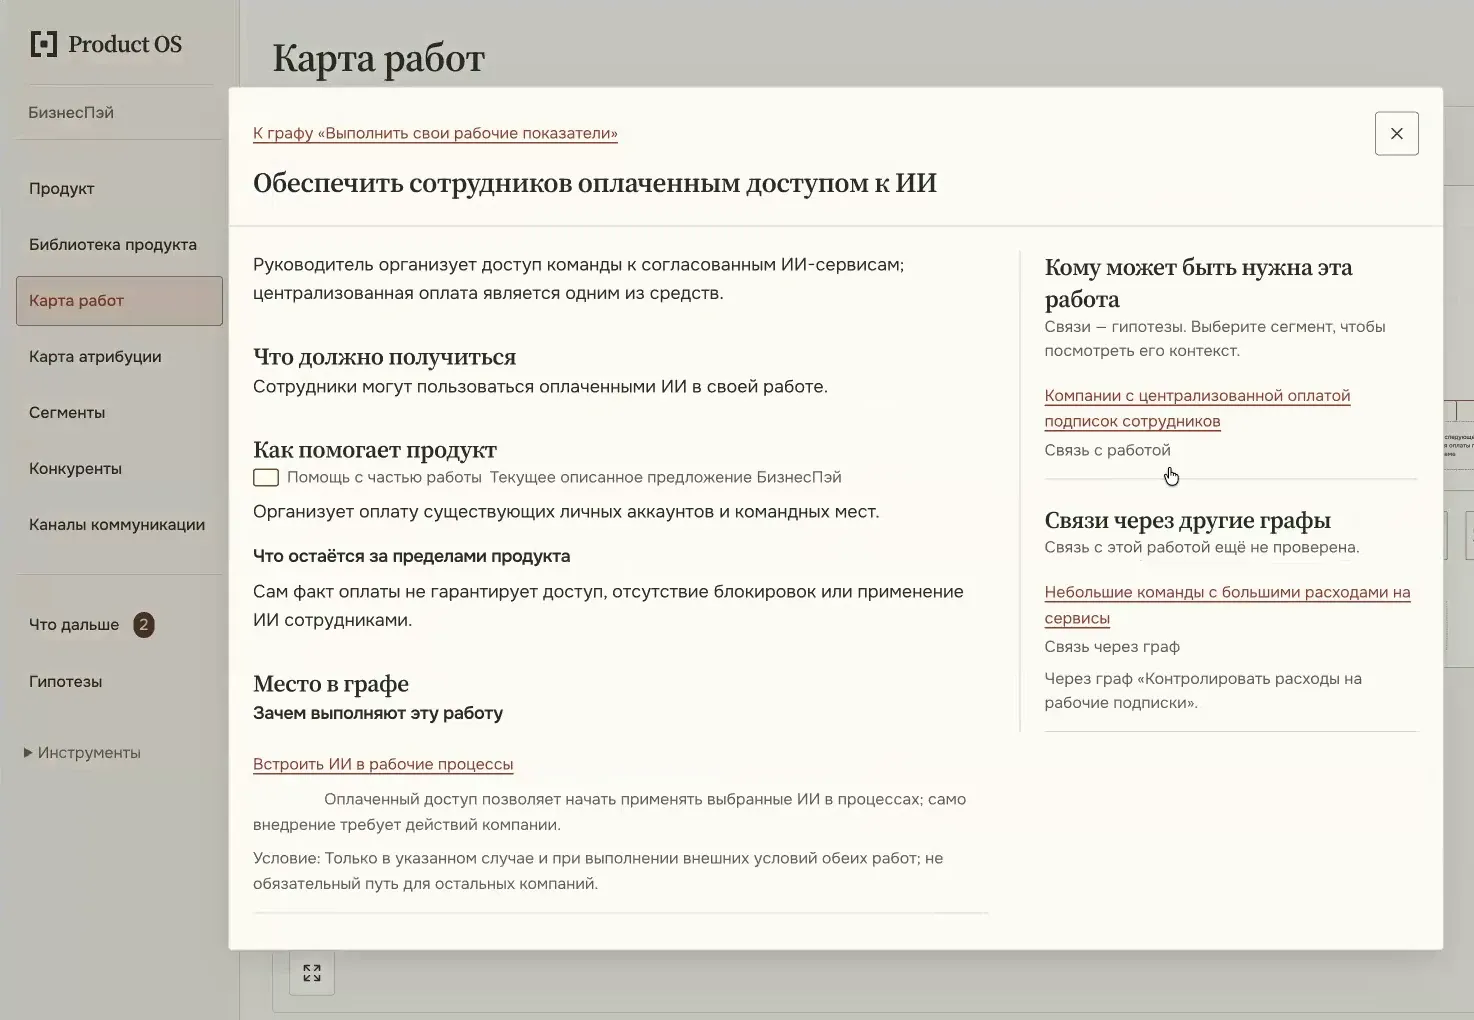 Product OS
БизнесПэй
Продукт
Библиотека продукта
Карта работ
Карта атрибуции
Сегменты
Конкуренты
Каналы коммуникации
Что дальше 2
Гипотезы
Инструменты
Карта работ
К графу «Выполнить свои рабочие показатели»
Обеспечить сотрудников оплаченным доступом к ИИ
Руководитель организует доступ команды к согласованным ИИ-сервисам;
централизованная оплата является одним из средств.
Что должно получиться
Сотрудники могут пользоваться оплаченными ИИ в своей работе.
Как помогает продукт
Помощь с частью работы Текущее описанное предложение БизнесПэй
Организует оплату существующих личных аккаунтов и командных мест.
Что остаётся за пределами продукта
Сам факт оплаты не гарантирует доступ, отсутствие блокировок или применение
ИИ сотрудниками.
Место в графе
Зачем выполняют эту работу
Встроить ИИ в рабочие процессы
Оплаченный доступ позволяет начать применять выбранные ИИ в процессах; само
внедрение требует действий компании.
Условие: Только в указанном случае и при выполнении внешних условий обеих работ; не
обязательный путь для остальных компаний.
Кому может быть нужна эта
работа
Связи — гипотезы. Выберите сегмент, чтобы
посмотреть его контекст.
Компании с централизованной оплатой
подписок сотрудников
Связь с работой
Связи через другие графы
Связь с этой работой ещё не проверена.
Небольшие команды с большими расходами на
сервисы
Связь через граф
Через граф «Контролировать расходы на
рабочие подписки».